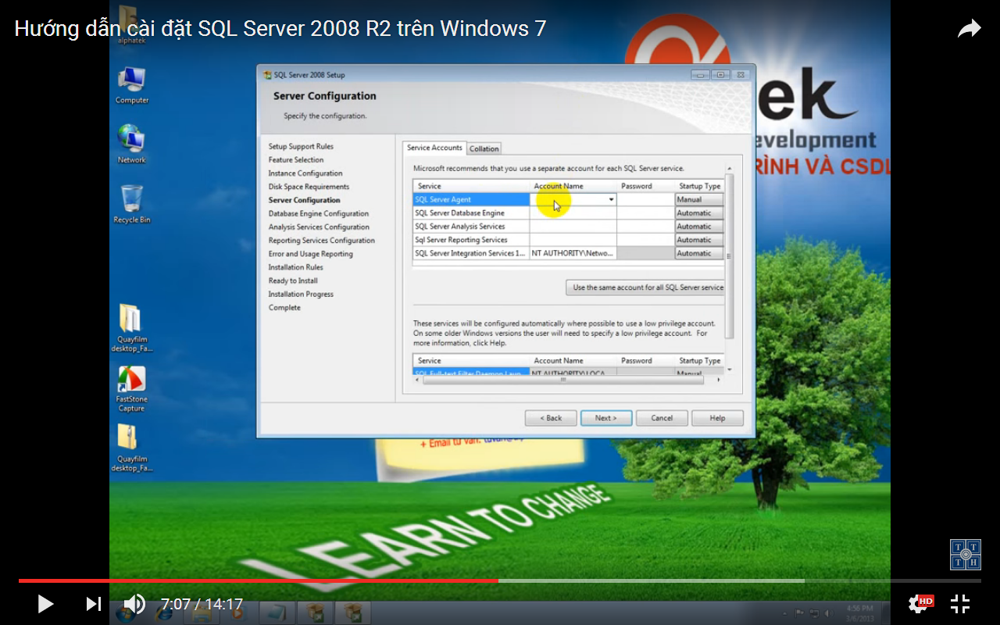 Hướng dẫn cài đặt SQL Server 2008 R2 trên Windows 7
alphatek
Computer
Network
Recycle Bin
Quayfilm
desktop_Fa...
FastStone
Capture
Quayfilm
desktop_Fa...
ek
evelopment
RÌNH VÀ CSDL
SQL Server 2008 Setup
Server Configuration
Specify the configuration.
Setup Support Rules
Feature Selection
Instance Configuration
Disk Space Requirements
Server Configuration
Database Engine Configuration
Analysis Services Configuration
Reporting Services Configuration
Error and Usage Reporting
Installation Rules
Ready to Install
Installation Progress
Complete
Service Accounts Collation
Microsoft recommends that you use a separate account for each SQL Server service.
Service Account Name Password Startup Type
SQL Server Agent Manual
SQL Server Database Engine Automatic
SQL Server Analysis Services Automatic
Sql Server Reporting Services Automatic
SQL Server Integration Services 1... NT AUTHORITY\Netwo... Automatic
Use the same account for all SQL Server service
These services will be configured automatically where possible to use a low privilege account.
On some older Windows versions the user will need to specify a low privilege account. For
more information, click Help.
Service Account Name Password Startup Type
SQL Full-text Filter Daemon Laun... NT AUTHORITY\LOCA... Manual
< Back Next > Cancel Help
+ Email tư vấn:
LEARN TO CHANGE
T T
T H
7:07 / 14:17
HD
4:56 PM
3/6/2013